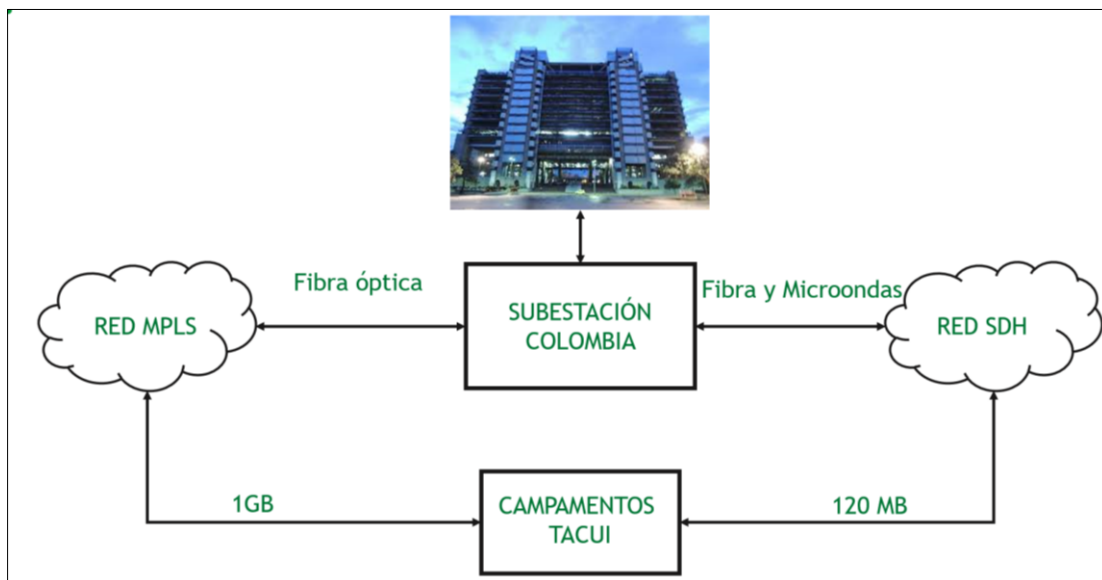 Fibra óptica
Fibra y Microondas
RED MPLS
SUBESTACIÓN
COLOMBIA
RED SDH
1GB
CAMPAMENTOS
TACUI
120 MB